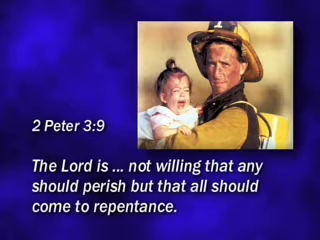 2 Peter 3:9
The Lord is ... not willing that any
should perish but that all should
come to repentance.